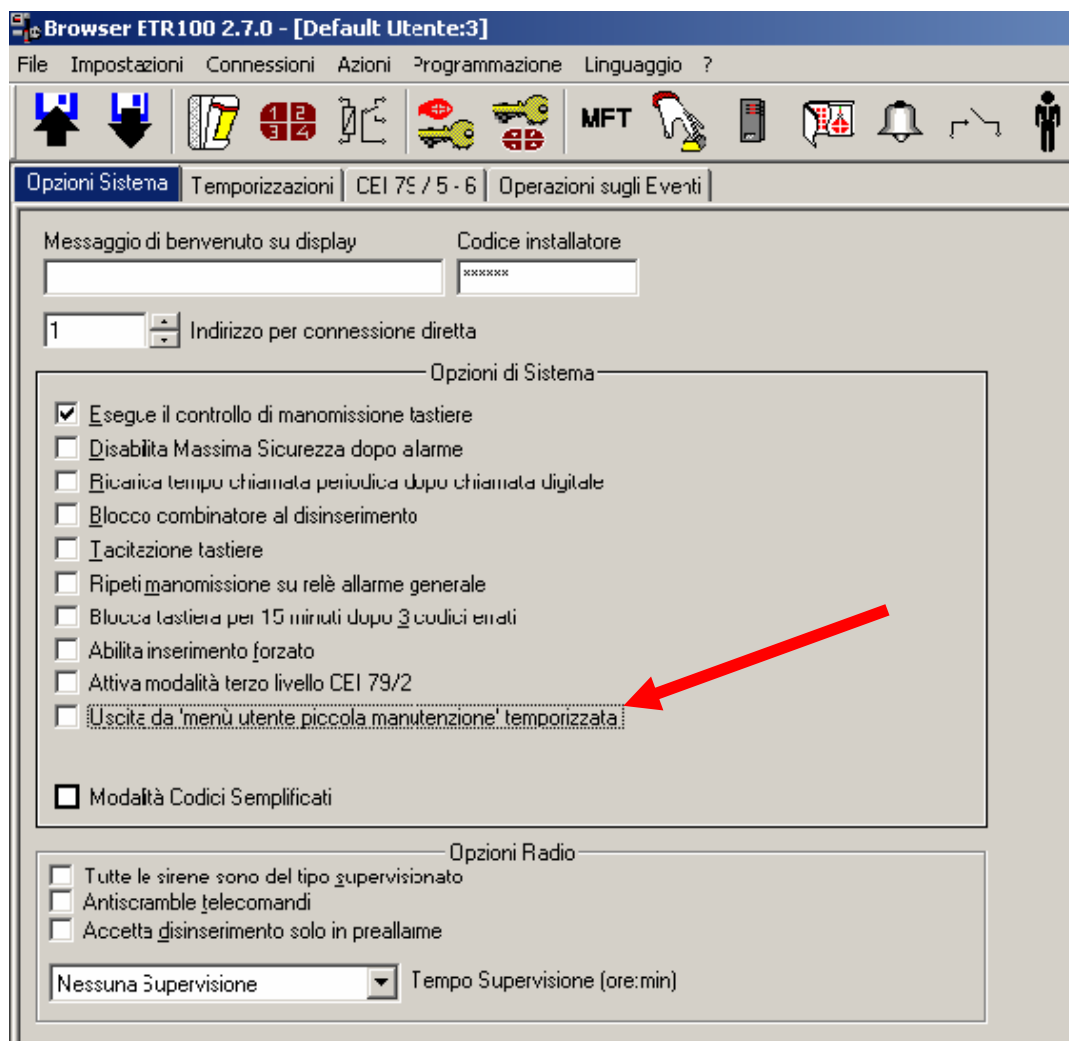 Browser ETR100 2.7.0 - [Default Utente:3]
File Impostazioni Connessioni Azioni Programmazione Linguaggio ?
1 2
3 4
MFT
Opzioni Sistema Temporizzazioni CEI 79 / 5 - 6 Operazioni sugli Eventi
Messaggio di benvenuto su display Codice installatore
******
1 Indirizzo per connessione diretta
Opzioni di Sistema
Esegue il controllo di manomissione tastiere
Disabilita Massima Sicurezza dopo allarme
Ricarica tempo chiamata periodica dopo chiamata digitale
Blocco combinatore al disinserimento
Tacitazione tastiere
Ripeti manomissione su relè allarme generale
Blocca tastiera per 15 minuti dopo 3 codici errati
Abilita inserimento forzato
Attiva modalità terzo livello CEI 79/2
Uscita da 'menù utente piccola manutenzione' temporizzata
Modalità Codici Semplificati
Opzioni Radio
Tutte le sirene sono del tipo supervisionato
Antiscramble telecomandi
Accetta disinserimento solo in preallarme
Nessuna Supervisione Tempo Supervisione (ore:min)